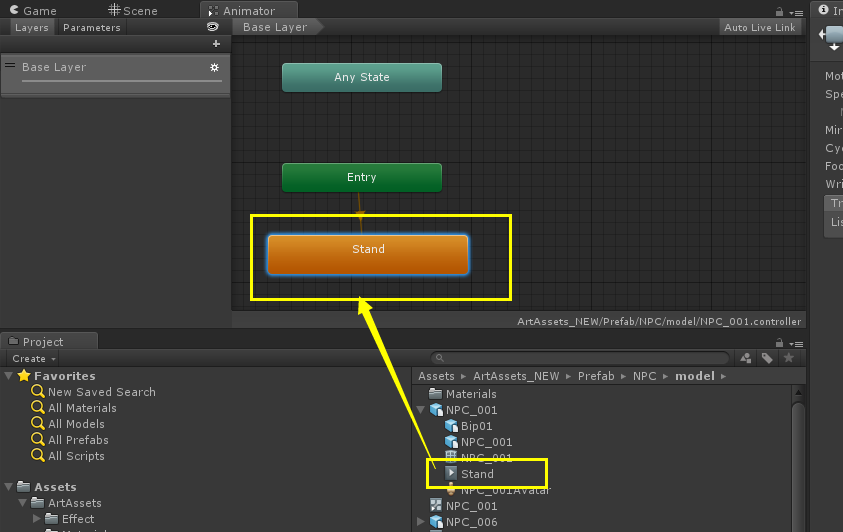 Game Scene Animator In
Layers Parameters Base Layer Auto Live Link
Base Layer
Any State
Entry
Stand
Mot
Spe
Mir
Cyc
Foo
Wri
Tr
Lis
ArtAssets_NEW/Prefab/NPC/model/NPC_001.controller
Project
Create
Favorites
New Saved Search
All Materials
All Models
All Prefabs
All Scripts
Assets
ArtAssets
Effect
Assets ArtAssets_NEW Prefab NPC model
Materials
NPC_001
Bip01
NPC_001
NPC_001
Stand
NPC_001Avatar
NPC_001
NPC_006